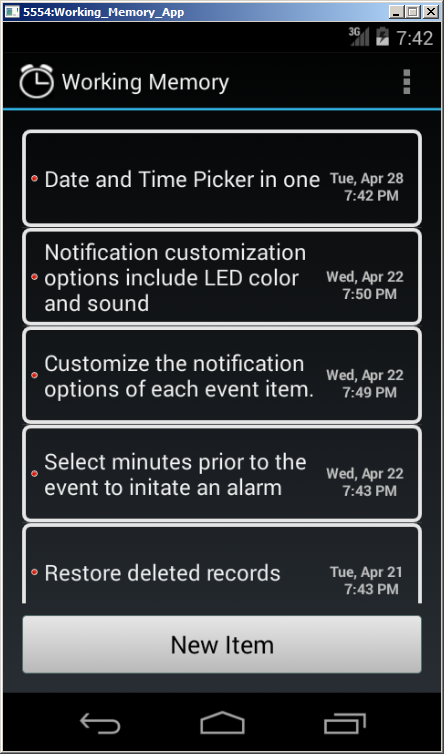 5554:Working_Memory_App
3G 7:42
Working Memory
Date and Time Picker in one
Tue, Apr 28
7:42 PM
Notification customization
options include LED color
and sound
Wed, Apr 22
7:50 PM
Customize the notification
options of each event item.
Wed, Apr 22
7:49 PM
Select minutes prior to the
event to initate an alarm
Wed, Apr 22
7:43 PM
Restore deleted records
Tue, Apr 21
7:43 PM
New Item